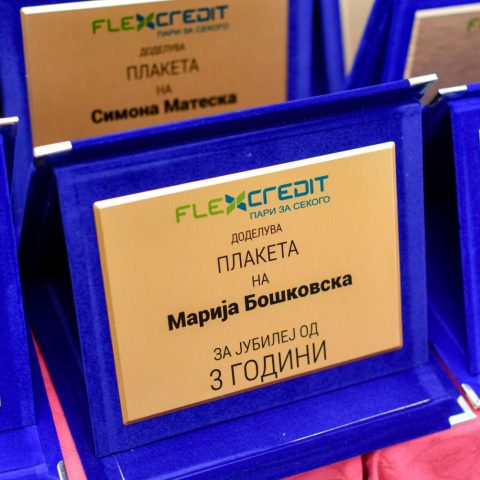 FLEXCREDIT
ПАРИ ЗА СЕКОГО
ДОДЕЛУВА
ПЛАКЕТА
НА
Симона Матеска
FLEXCREDIT
ПАРИ ЗА СЕКОГО
ДОДЕЛУВА
ПЛАКЕТА
НА
Марија Бошковска
ЗА ЈУБИЛЕЈ ОД
3 ГОДИНИ